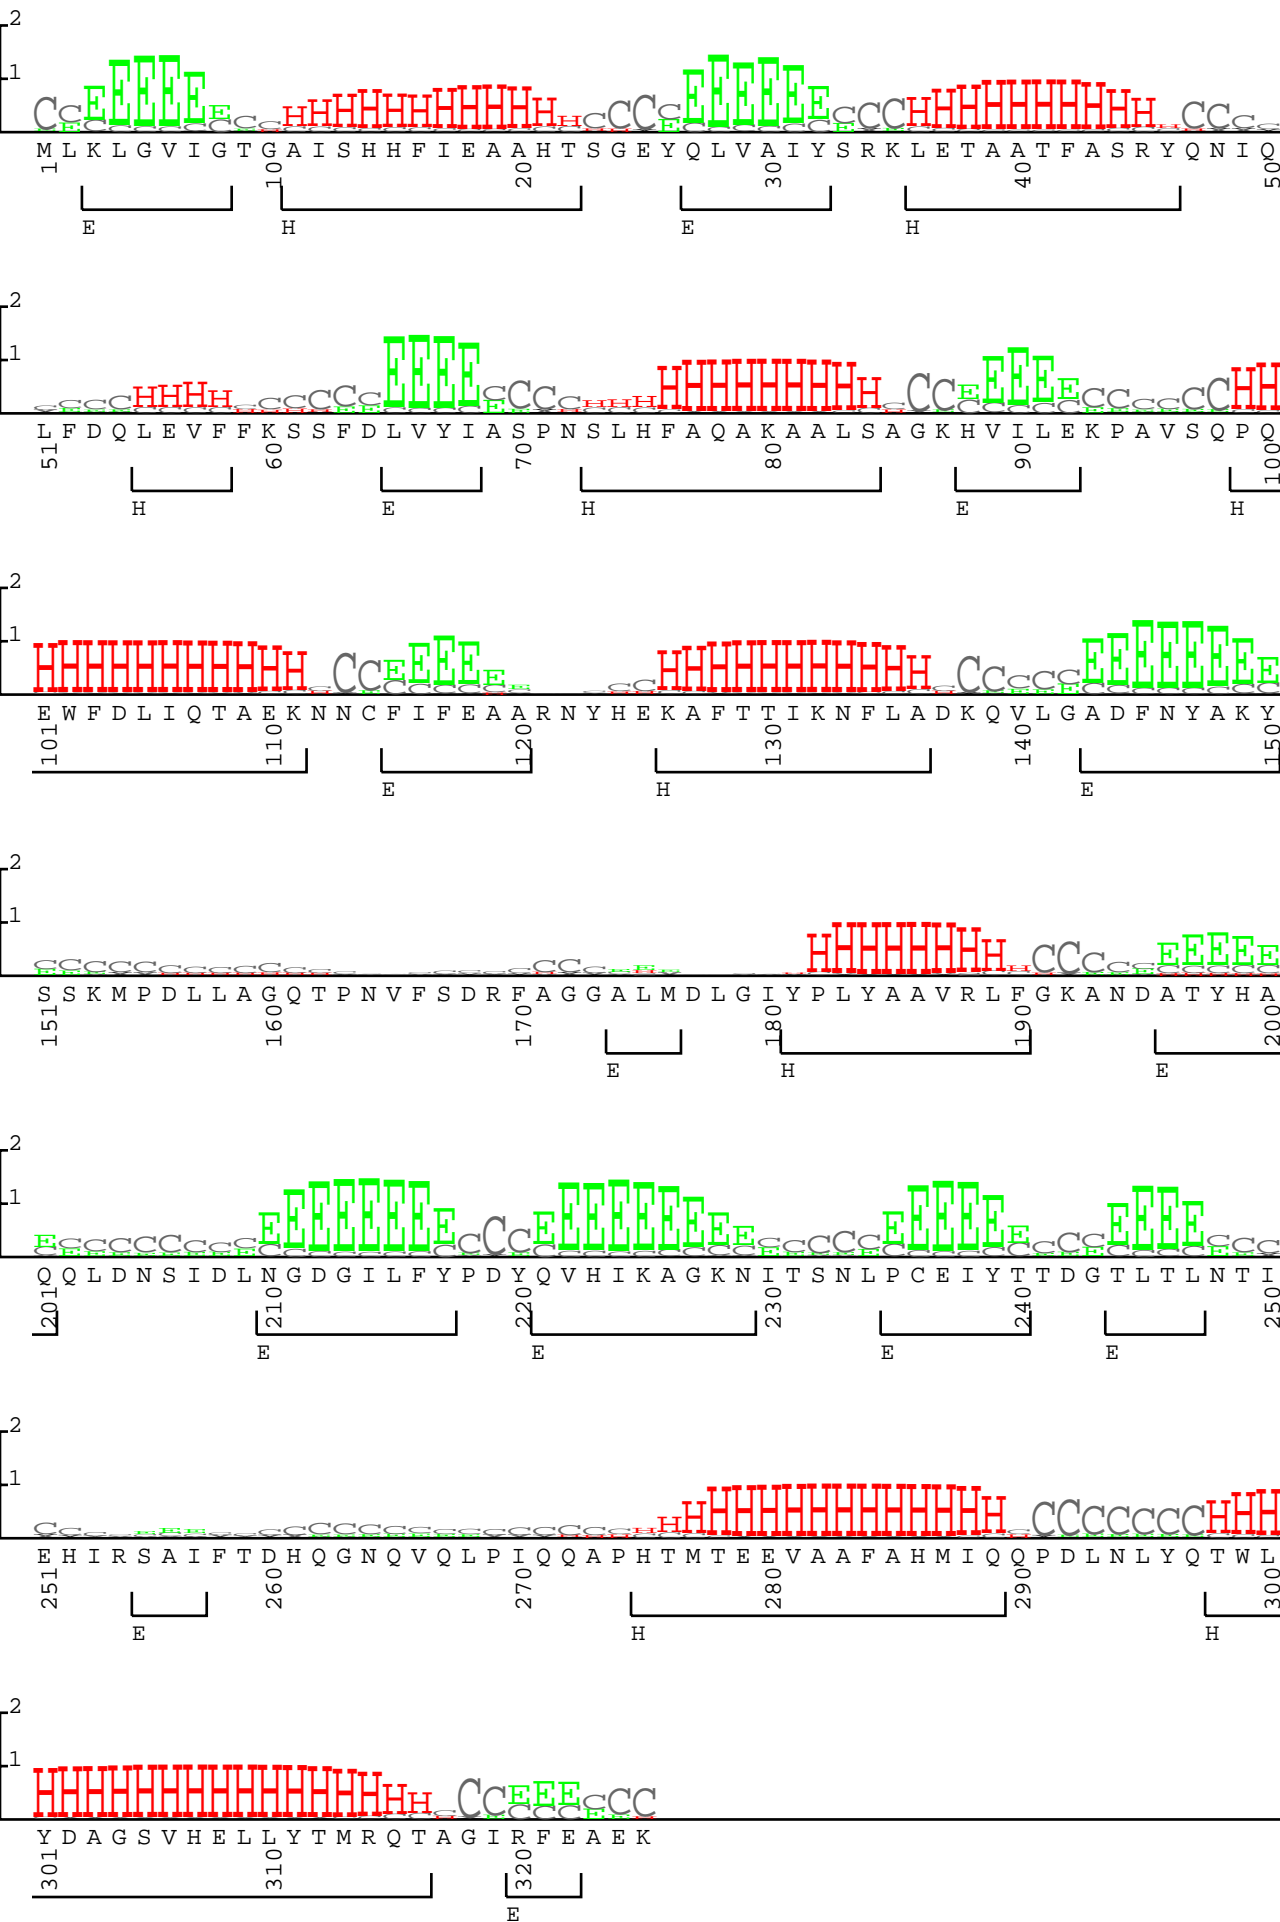 2
1
C C E E E E E E C C H H H H H H H H H H H H C C C C E E E E E E C C C H H H H H H H H H H H C C C C
M L K L G V I G T G A I S H H F I E A A H T S G E Y Q L V A I Y S R K L E T A A T F A S R Y Q N I Q
1 10 20 30 40 50
E H E H
2
1
C C C C H H H H C C C C C C E E E E C C C C H H H H H H H H H H H H C C E E E E E C C C C C C H H
L F D Q L E V F F K S S F D L V Y I A S P N S L H F A Q A K A A L S A G K H V I L E K P A V S Q P Q
51 60 70 80 90 100
H E H E H
2
1
H H H H H H H H H H H C C C E E E E E E C C H H H H H H H H H H H C C C C C C E E E E E E E E
E W F D L I Q T A E K N N C F I F E A A R N Y H E K A F T T I K N F L A D K Q V L G A D F N Y A K Y
101 110 120 130 140 150
E H E
2
1
C C C C C C C C C C C C C C C C C C C C E E E H H H H H H H H H C C C C E E E E E
S S K M P D L L A G Q T P N V F S D R F A G G A L M D L G I Y P L Y A A V R L F G K A N D A T Y H A
151 160 170 180 190 200
E H E
2
1
E C C C C C C C C E E E E E E E E C C C E E E E E E E E E C C C C C E E E E E E C C C E E E E C C C
Q Q L D N S I D L N G D G I L F Y P D Y Q V H I K A G K N I T S N L P C E I Y T T D G T L T L N T I
201 210 220 230 240 250
E E E E
2
1
C C C C E E E C C C C C C C C C C C C C C C C C H H H H H H H H H H H H H H C C C C C C C C H H H
E H I R S A I F T D H Q G N Q V Q L P I Q Q A P H T M T E E V A A F A H M I Q Q P D L N L Y Q T W L
251 260 270 280 290 300
E H H
2
1
H H H H H H H H H H H H H H H H C C C E E E C C C
Y D A G S V H E L L Y T M R Q T A G I R F E A E K
301 310 320
E